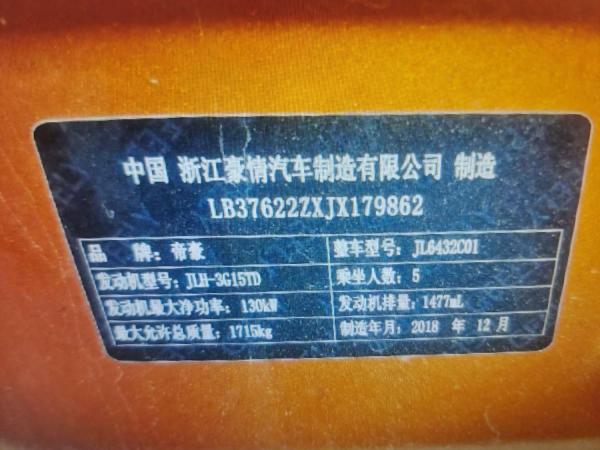 中国 浙江豪情汽车制造有限公司 制造
LB37622ZXJX179862
品 牌:帝豪 整车型号:JL6432C01
发动机型号:JLH-3G15TD 乘坐人数:5
发动机最大净功率:130kW 发动机排量:1477mL
最大允许总质量:1715kg 制造年月:2018 年 12 月